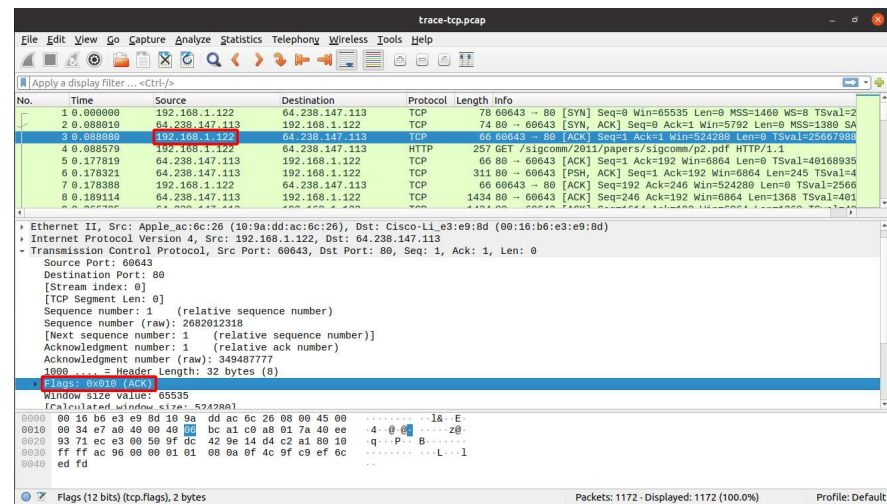 trace-tcp.pcap
File Edit View Go Capture Analyze Statistics Telephony Wireless Tools Help
Apply a display filter ... <Ctrl-/>
No. Time Source Destination Protocol Length Info
1 0.000000 192.168.1.122 64.238.147.113 TCP 78 60643 → 80 [SYN] Seq=0 Win=65535 Len=0 MSS=1460 WS=8 TSval=2
2 0.088010 64.238.147.113 192.168.1.122 TCP 74 80 → 60643 [SYN, ACK] Seq=0 Ack=1 Win=5792 Len=0 MSS=1380 SA
3 0.088080 192.168.1.122 64.238.147.113 TCP 66 60643 → 80 [ACK] Seq=1 Ack=1 Win=524280 Len=0 TSval=25667988
4 0.088579 192.168.1.122 64.238.147.113 HTTP 257 GET /sigcomm/2011/papers/sigcomm/p2.pdf HTTP/1.1
5 0.177819 64.238.147.113 192.168.1.122 TCP 66 80 → 60643 [ACK] Seq=1 Ack=192 Win=6864 Len=0 TSval=40168935
6 0.178321 64.238.147.113 192.168.1.122 TCP 311 80 → 60643 [PSH, ACK] Seq=1 Ack=192 Win=6864 Len=245 TSval=4
7 0.178388 192.168.1.122 64.238.147.113 TCP 66 60643 → 80 [ACK] Seq=192 Ack=246 Win=524280 Len=0 TSval=2566
8 0.189114 64.238.147.113 192.168.1.122 TCP 1434 80 → 60643 [ACK] Seq=246 Ack=192 Win=6864 Len=1368 TSval=401
Ethernet II, Src: Apple_ac:6c:26 (10:9a:dd:ac:6c:26), Dst: Cisco-Li_e3:e9:8d (00:16:b6:e3:e9:8d)
Internet Protocol Version 4, Src: 192.168.1.122, Dst: 64.238.147.113
Transmission Control Protocol, Src Port: 60643, Dst Port: 80, Seq: 1, Ack: 1, Len: 0
Source Port: 60643
Destination Port: 80
[Stream index: 0]
[TCP Segment Len: 0]
Sequence number: 1 (relative sequence number)
Sequence number (raw): 2682012318
[Next sequence number: 1 (relative sequence number)]
Acknowledgment number: 1 (relative ack number)
Acknowledgment number (raw): 349487777
1000 .... = Header Length: 32 bytes (8)
Flags: 0x010 (ACK)
Window size value: 65535
[Calculated window size: 524280]
0000 00 16 b6 e3 e9 8d 10 9a dd ac 6c 26 08 00 45 00 ········ ··l&··E·
0010 00 34 e7 a0 40 00 40 06 bc a1 c0 a8 01 7a 40 ee ·4··@·@· ·····z@·
0020 93 71 ec e3 00 50 9f dc 42 9e 14 d4 c2 a1 80 10 ·q···P·· B·······
0030 ff ff ac 96 00 00 01 01 08 0a 0f 4c 9f c9 ef 6c ········ ···L···l
0040 ed fd ··
Flags (12 bits) (tcp.flags), 2 bytes Packets: 1172 · Displayed: 1172 (100.0%) Profile: Default